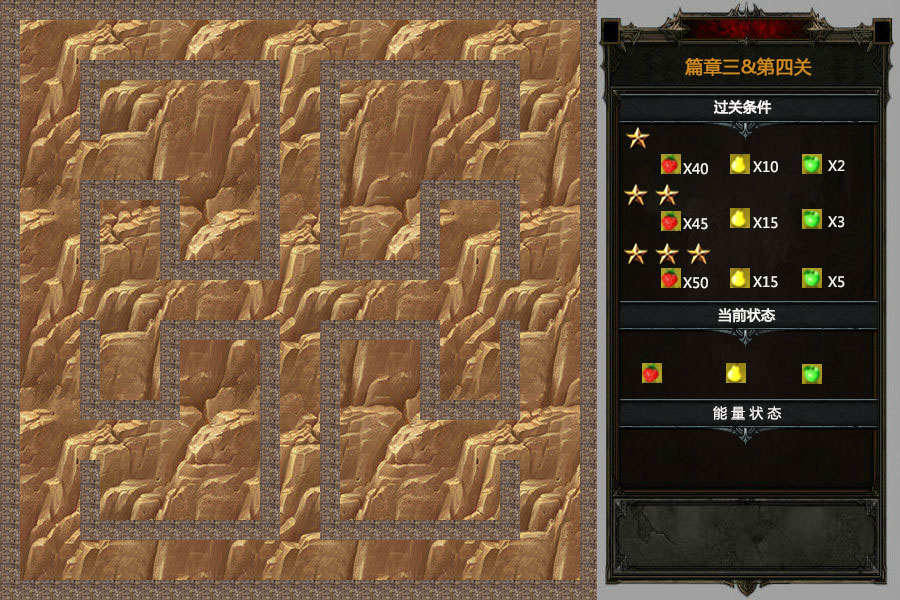 篇章三&第四关
过关条件
X40 X10 X2
X45 X15 X3
X50 X15 X5
当前状态
能量状态